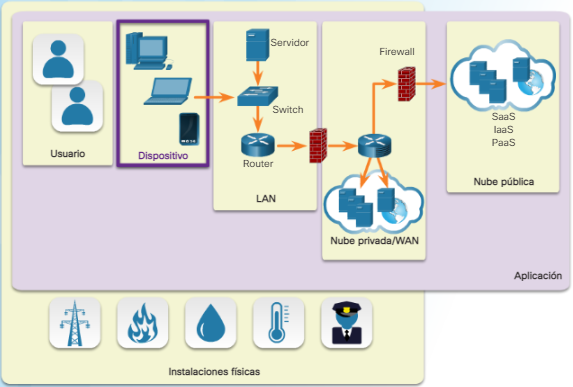 Servidor
Firewall
Switch
SaaS
IaaS
PaaS
Usuario
Dispositivo
Router
Nube pública
LAN
Nube privada/WAN
Aplicación
Instalaciones físicas